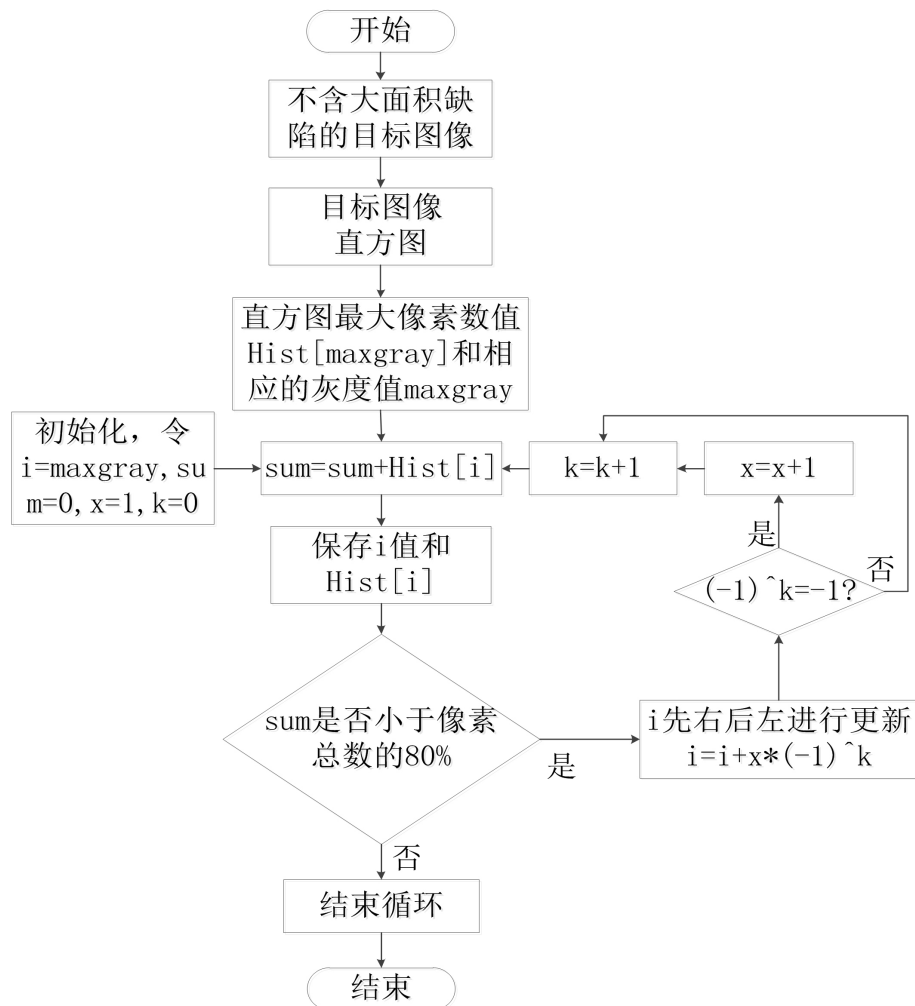 开始
不含大面积缺
陷的目标图像
目标图像
直方图
直方图最大像素数值
Hist[maxgray]和相
应的灰度值maxgray
初始化，令
i=maxgray,su
m=0,x=1,k=0
sum=sum+Hist[i]
k=k+1
x=x+1
保存i值和
Hist[i]
是
否
(-1)^k=-1?
sum是否小于像素
总数的80%
是
i先右后左进行更新
i=i+x*(-1)^k
否
结束循环
结束